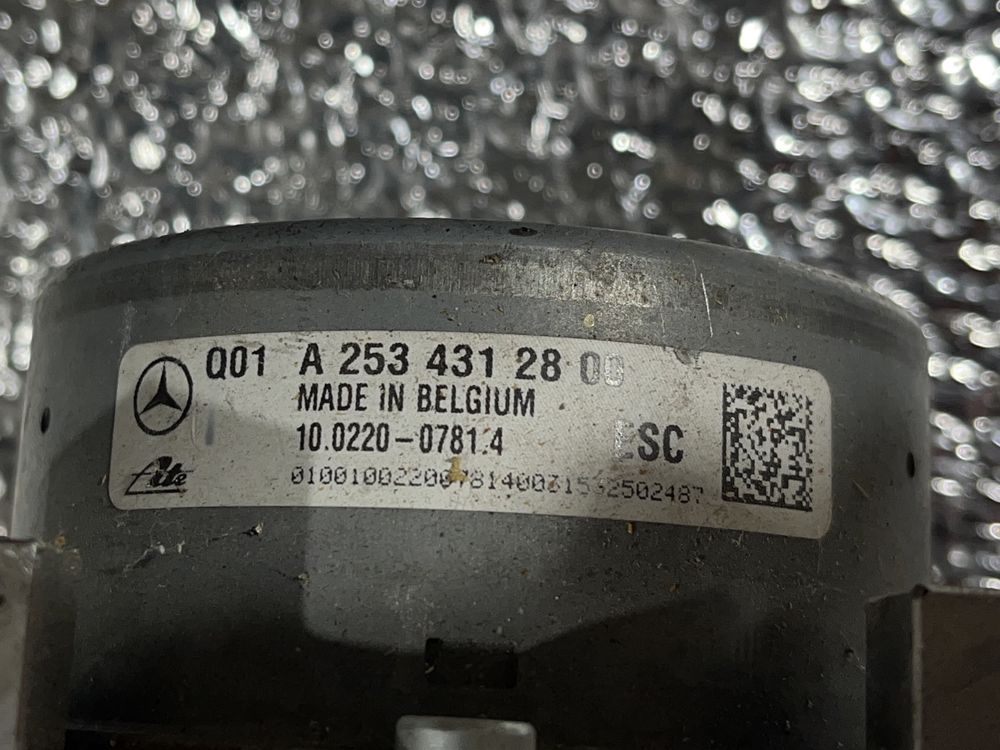 Q01 A 253 431 28 00
MADE IN BELGIUM
10.0220-0781.4
ESC
Ate